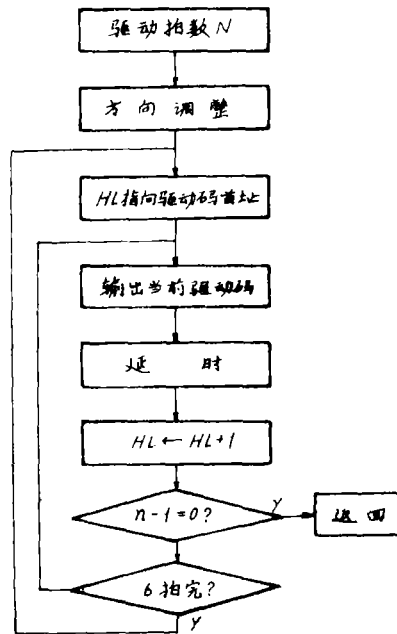 驱动拍数N
方向调整
HL指向驱动码首址
输出当前驱动码
延时
HL←HL+1
n-1=0?
Y
返回
6拍完?
Y